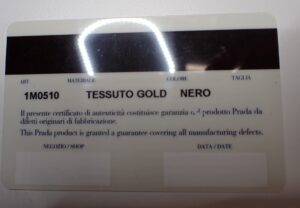 ART MATERIALE COLORE TAGLIA
1M0510 TESSUTO GOLD NERO
Il presente certificato di autenticità costituisce garanzia prodotto Prada da
difetti originari di fabbricazione.
This Prada product is granted a guarantee covering all manufacturing defects.
NEGOZIO / SHOP DATA / DATE